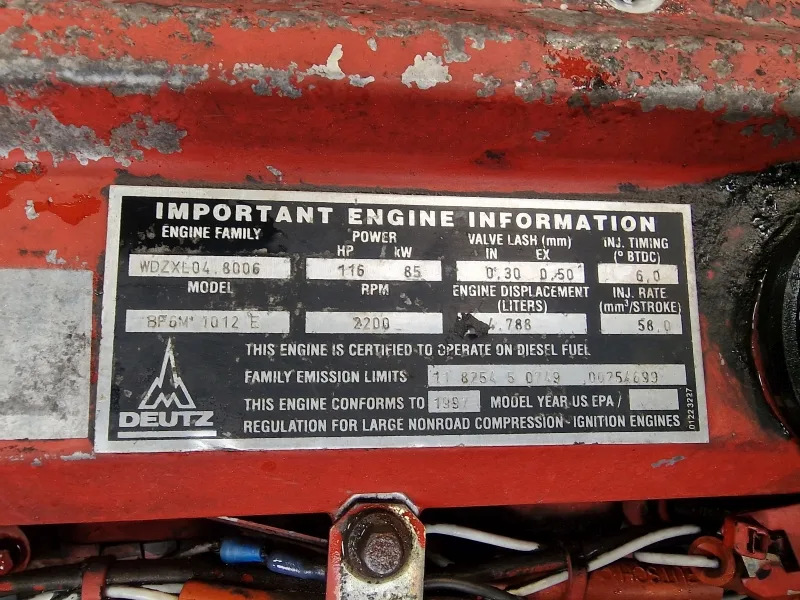 IMPORTANT ENGINE INFORMATION
ENGINE FAMILY POWER VALVE LASH (mm) INJ. TIMING
HP kW IN EX (° BTDC)
WDZXL04.8006 116 85 0.30 0.50 6.0
MODEL RPM ENGINE DISPLACEMENT INJ. RATE
(LITERS) (mm³/STROKE)
BF6M 1012 E 2200 4.788 58.0
THIS ENGINE IS CERTIFIED TO OPERATE ON DIESEL FUEL
FAMILY EMISSION LIMITS
THIS ENGINE CONFORMS TO MODEL YEAR US EPA/
REGULATION FOR LARGE NONROAD COMPRESSION-IGNITION ENGINES
DEUTZ
01223227